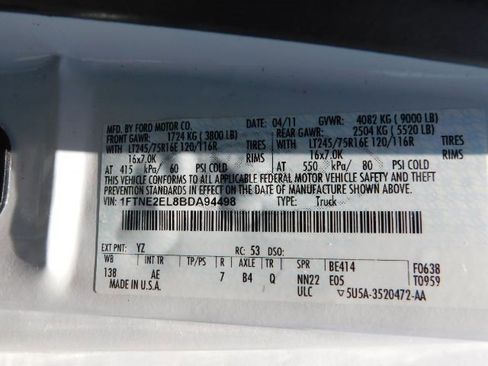 MFD. BY FORD MOTOR CO. 04/11 GVWR: 4082 KG ( 9000 LB)
FRONT GAWR: 1724 KG ( 3800 LB) REAR GAWR: 2504 KG ( 5520 LB)
WITH LT245/75R16E 120/116R TIRES WITH LT245/75R16E 120/116R TIRES
16x7.0K RIMS 16x7.0K RIMS
AT 415 kPa/ 60 PSI COLD AT 550 kPa/ 80 PSI COLD
THIS VEHICLE CONFORMS TO ALL APPLICABLE FEDERAL MOTOR VEHICLE SAFETY AND THEFT
PREVENTION STANDARDS IN EFFECT ON THE DATE OF MANUFACTURE SHOWN ABOVE.
VIN: 1FTNE2EL8BDA94498 TYPE: Truck
EXT PNT: YZ RC: 53 DSO:
WB INT TR TP/PS R AXLE TR SPR BE414 F0638
138 AE 7 B4 Q NN22 E05 T0959
MADE IN U.S.A. ULC ▽5U5A-3520472-AA